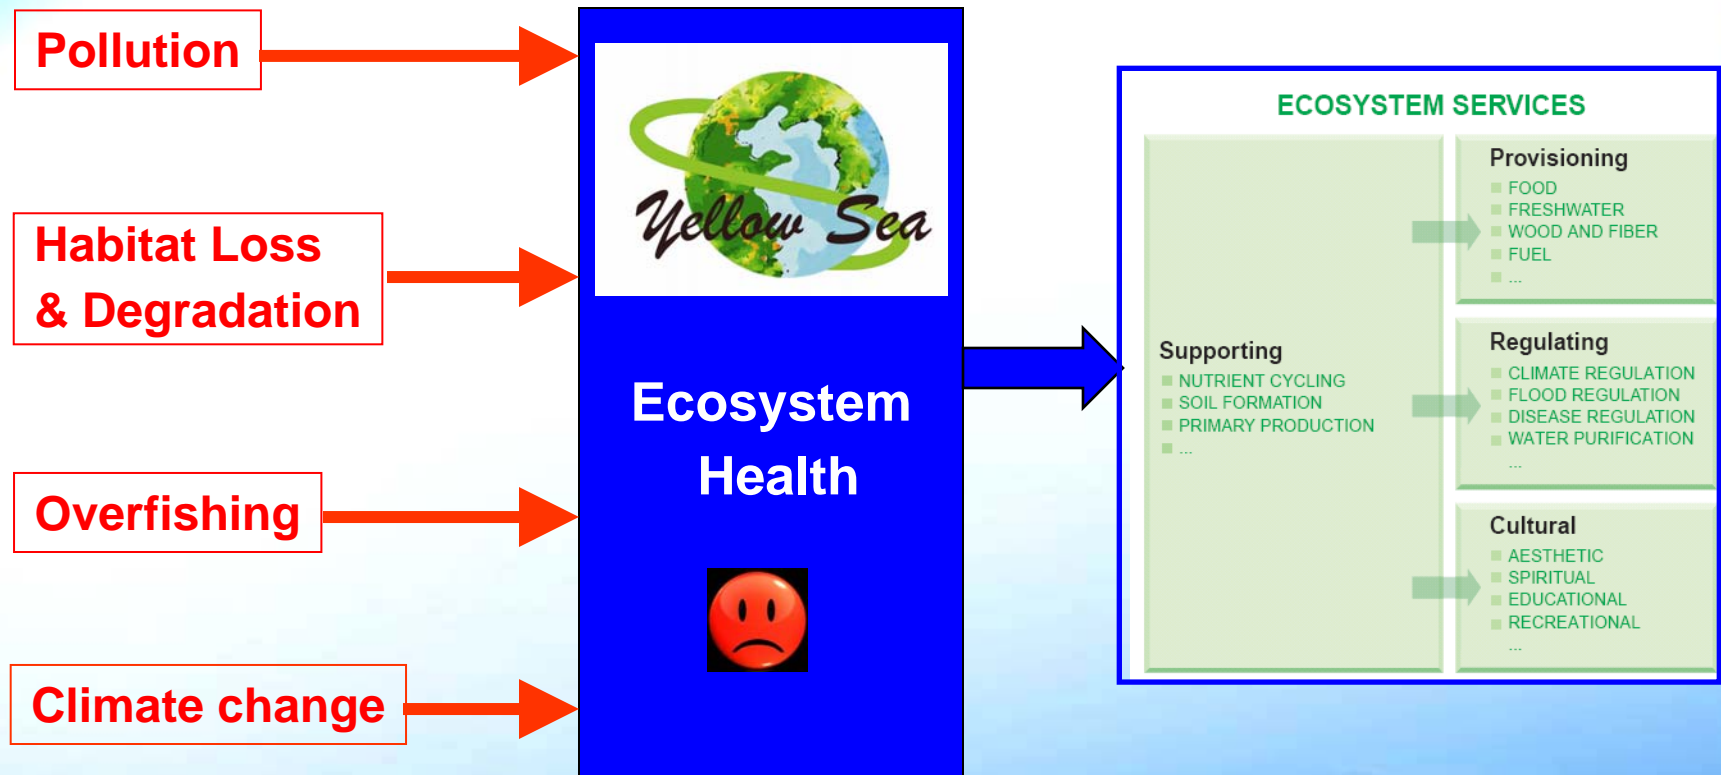 Pollution
Habitat Loss
& Degradation
Overfishing
Climate change
Yellow Sea
Ecosystem
Health
ECOSYSTEM SERVICES
Supporting
NUTRIENT CYCLING
SOIL FORMATION
PRIMARY PRODUCTION
...
Provisioning
FOOD
FRESHWATER
WOOD AND FIBER
FUEL
...
Regulating
CLIMATE REGULATION
FLOOD REGULATION
DISEASE REGULATION
WATER PURIFICATION
...
Cultural
AESTHETIC
SPIRITUAL
EDUCATIONAL
RECREATIONAL
...